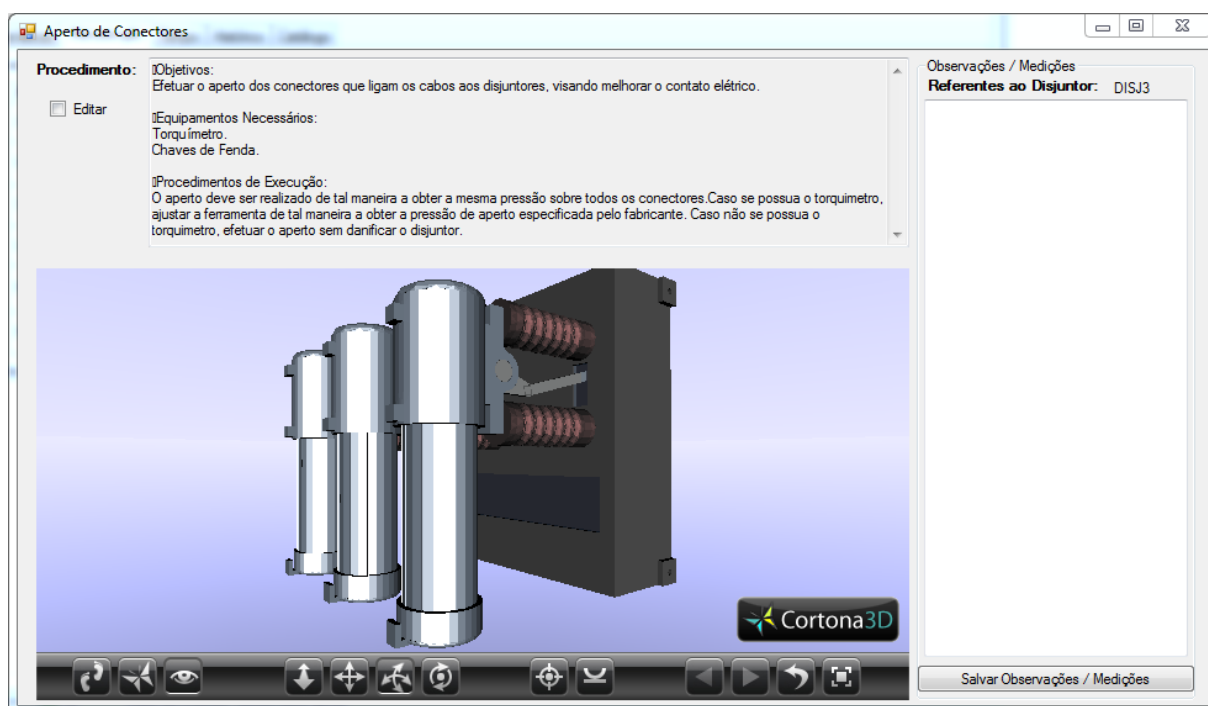 Aperto de Conectores
Procedimento:
Editar
Objetivos:
Efetuar o aperto dos conectores que ligam os cabos aos disjuntores, visando melhorar o contato elétrico.
Equipamentos Necessários:
Torquímetro.
Chaves de Fenda.
Procedimentos de Execução:
O aperto deve ser realizado de tal maneira a obter a mesma pressão sobre todos os conectores.Caso se possua o torquimetro,
ajustar a ferramenta de tal maneira a obter a pressão de aperto especificada pelo fabricante. Caso não se possua o
torquimetro, efetuar o aperto sem danificar o disjuntor.
Observações / Medições
Referentes ao Disjuntor: DISJ3
Cortona3D
Salvar Observações / Medições